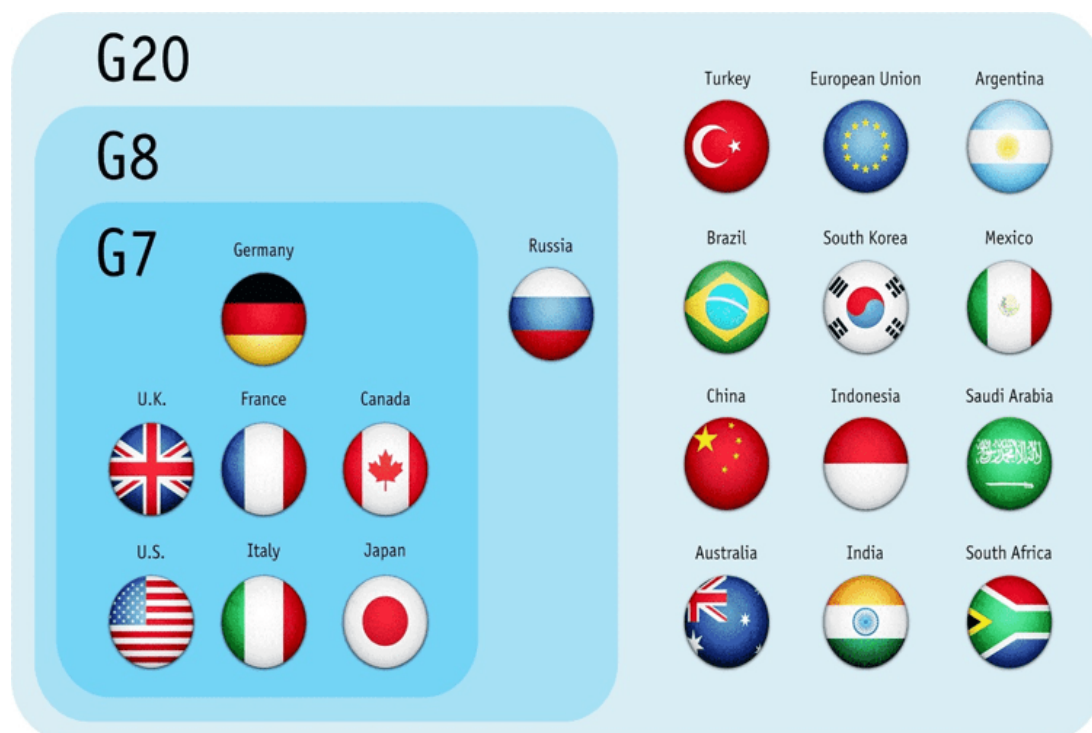 G20
G8
G7
Germany
U.K.
France
Canada
U.S.
Italy
Japan
Russia
Turkey
European Union
Argentina
Brazil
South Korea
Mexico
China
Indonesia
Saudi Arabia
Australia
India
South Africa